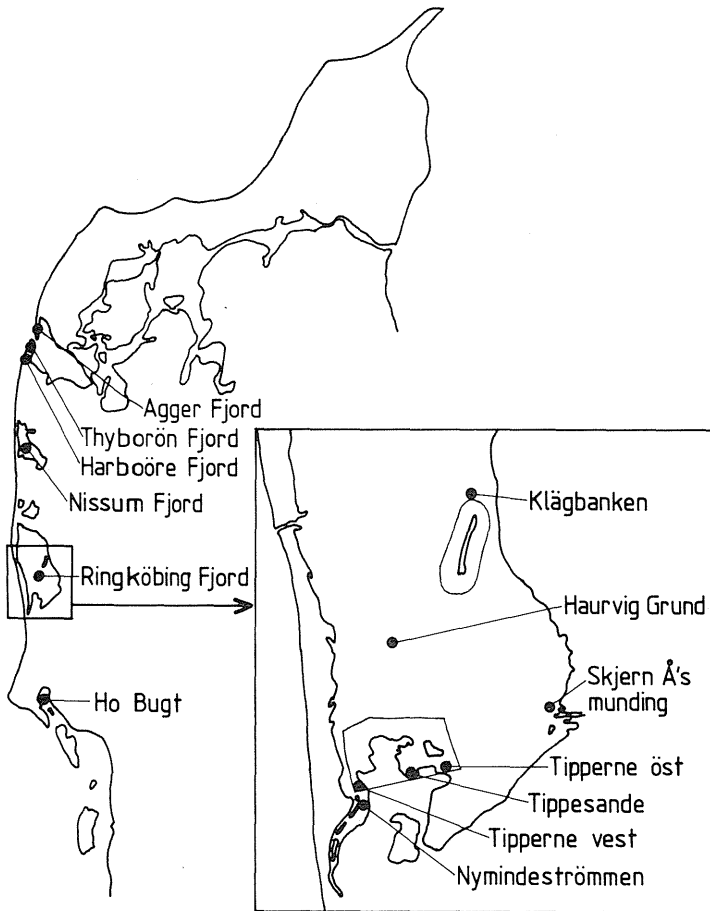 Agger Fjord
Thyborön Fjord
Harboöre Fjord
Nissum Fjord
Ringköbing Fjord
Ho Bugt
Klägbanken
Haurvig Grund
Skjern Å's
munding
Tipperne öst
Tippesande
Tipperne vest
Nymindeströmmen